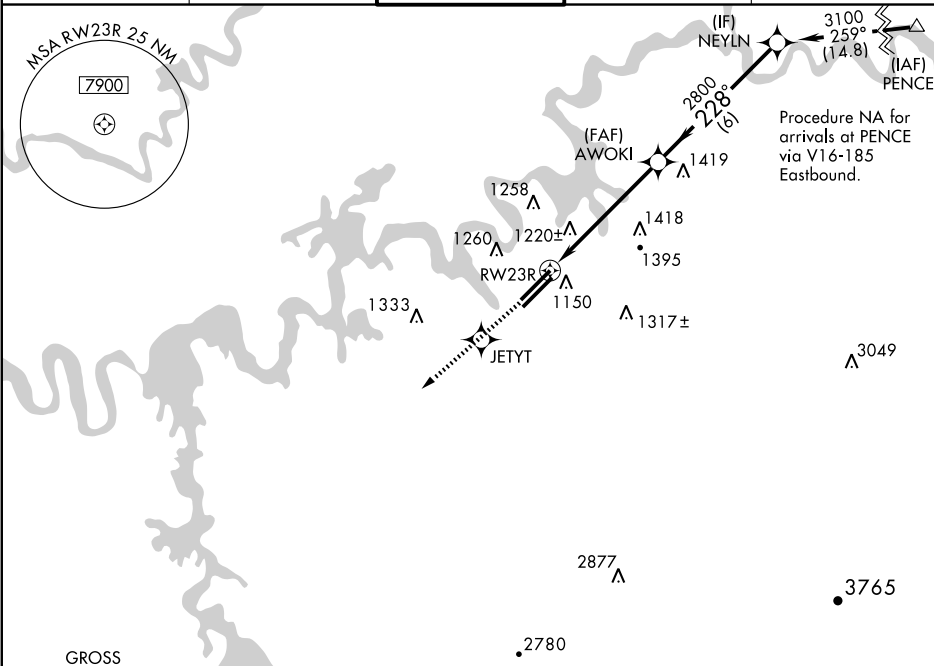 MSA RW23R 25 NM
7900
(IF)
NEYLN
3100
259°
(14.8)
(IAF)
PENCE
2800
228°
(6)
Procedure NA for
arrivals at PENCE
via V16-185
Eastbound.
(FAF)
AWOKI
1419
1258
1220±
1418
1260
1395
RW23R
1150
1333
1317±
JETYT
3049
2877
3765
2780
GROSS